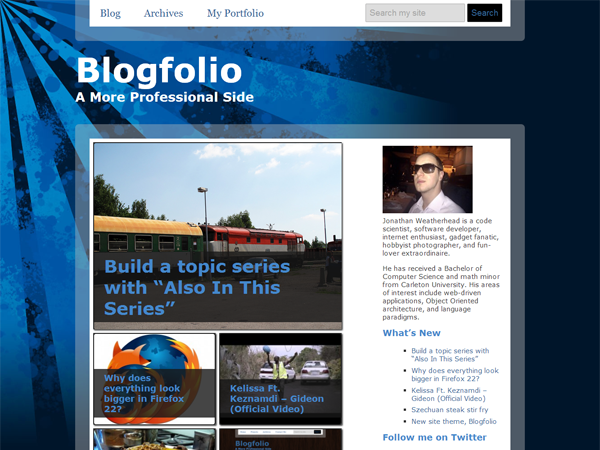 Blog Archives My Portfolio
Search my site Search
Blogfolio
A More Professional Side
Build a topic series
with “Also In This
Series”
Why does
everything look
bigger in Firefox
22?
Kelissa Ft.
Keznamdi – Gideon
(Official Video)
Blogfolio
Jonathan Weatherhead is a code
scientist, software developer,
internet enthusiast, gadget fanatic,
hobbyist photographer, and fun-
lover extraordinaire.
He has received a Bachelor of
Computer Science and math minor
from Carleton University. His areas
of interest include web-driven
applications, Object Oriented
architecture, and language
paradigms.
What’s New
Build a topic series with
“Also In This Series”
Why does everything look
bigger in Firefox 22?
Kelissa Ft. Keznamdi –
Gideon (Official Video)
Szechuan steak stir fry
New site theme, Blogfolio
Follow me on Twitter